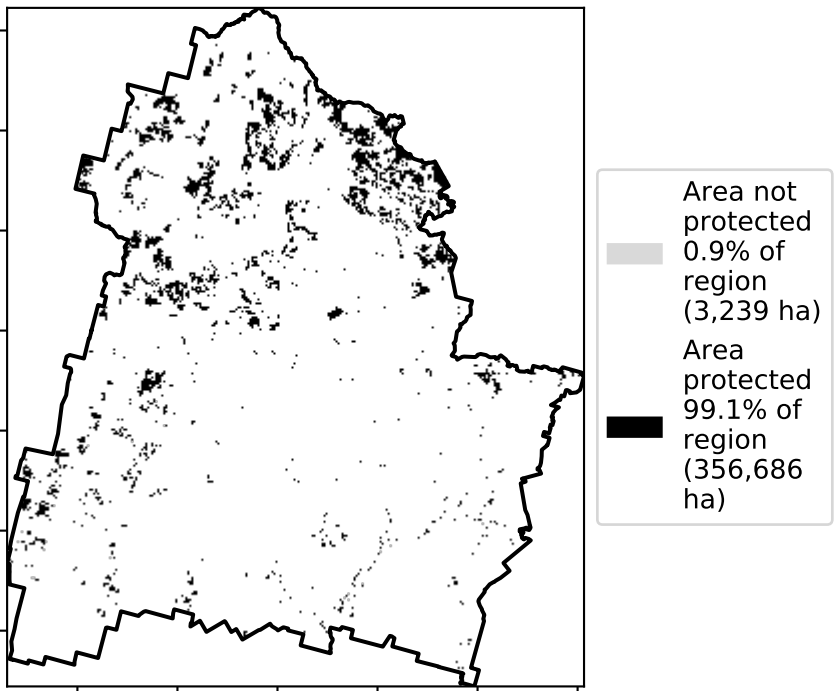 Area not
protected
0.9% of
region
(3,239 ha)
Area
protected
99.1% of
region
(356,686
ha)